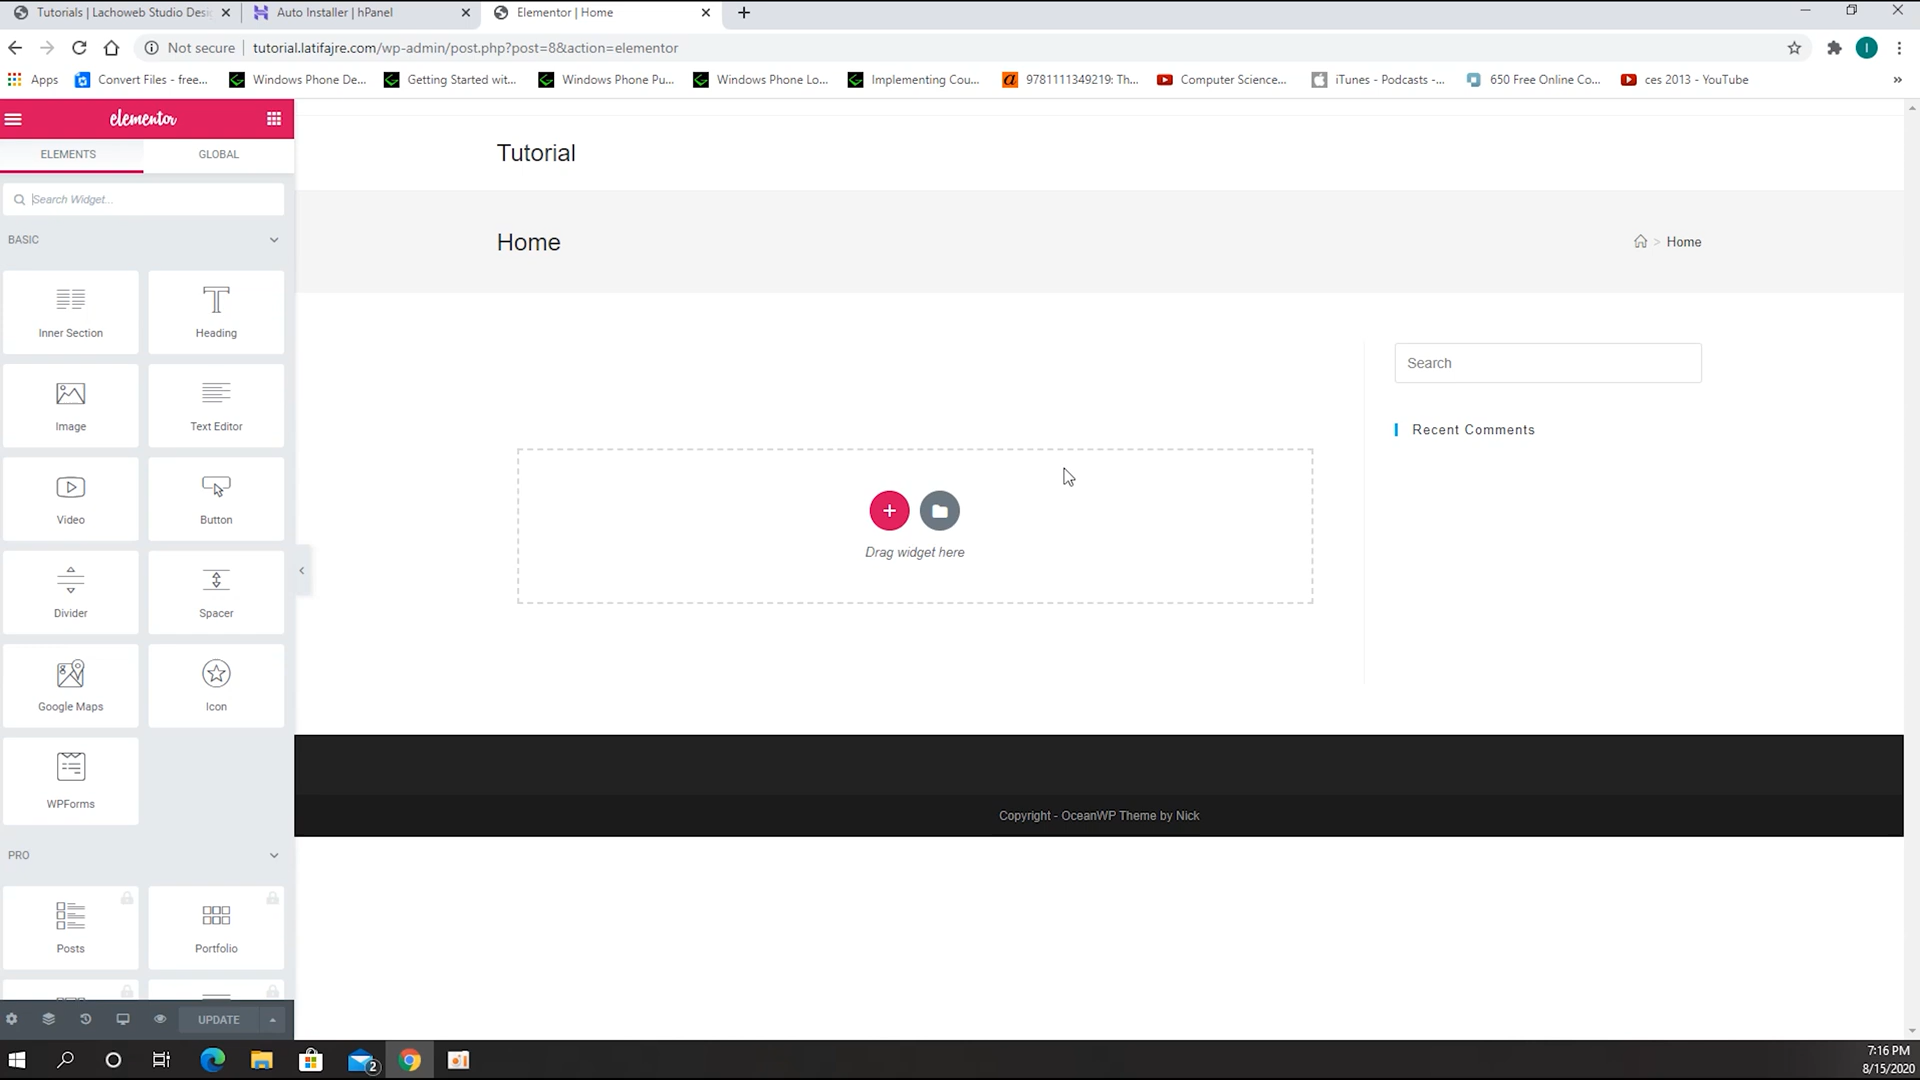 Tutorials | Lachoweb Studio Desi
Auto Installer | hPanel
Elementor | Home
Not secure
tutorial.latifajre.com/wp-admin/post.php?post=8&action=elementor
I
Apps
Convert Files - free...
Windows Phone De...
Getting Started wit...
Windows Phone Pu...
Windows Phone Lo...
Implementing Cou...
9781111349219: Th...
Computer Science...
iTunes - Podcasts -...
650 Free Online Co...
ces 2013 - YouTube
elementor
ELEMENTS
GLOBAL
Search Widget...
BASIC
Inner Section
Heading
Image
Text Editor
Video
Button
Divider
Spacer
Google Maps
Icon
WPForms
PRO
Posts
Portfolio
UPDATE
Tutorial
Home
> Home
Search
Recent Comments
Drag widget here
Copyright - OceanWP Theme by Nick
2
7:16 PM
8/15/2020